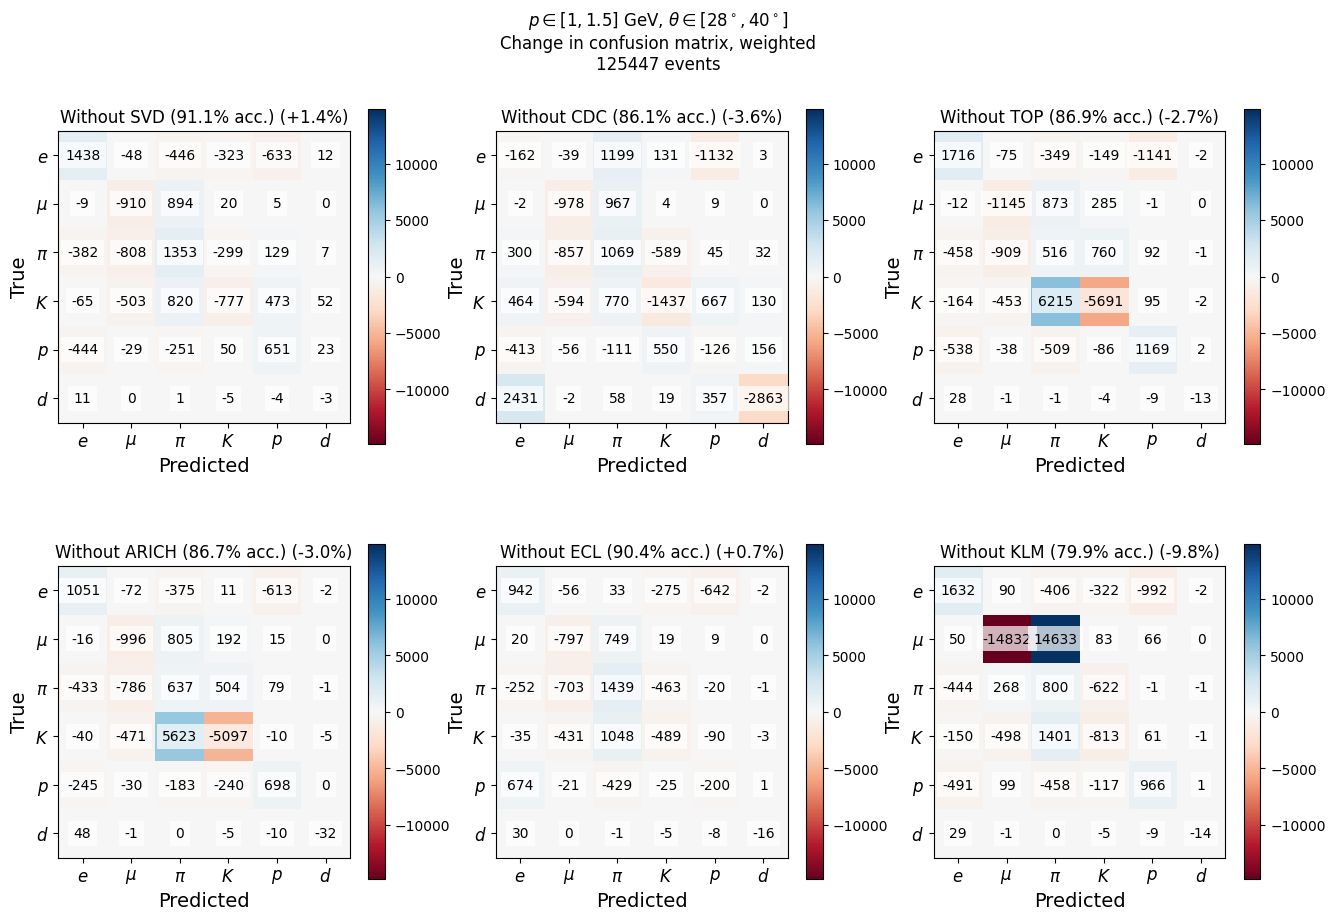 p ∈ [1, 1.5] GeV, θ ∈ [28°, 40°]
Change in confusion matrix, weighted
125447 events
Without SVD (91.1% acc.) (+1.4%)
e 1438 -48 -446 -323 -633 12
μ -9 -910 894 20 5 0
π -382 -808 1353 -299 129 7
K -65 -503 820 -777 473 52
p -444 -29 -251 50 651 23
d 11 0 1 -5 -4 -3
e μ π K p d
Predicted
True
10000
5000
0
−5000
−10000
Without CDC (86.1% acc.) (-3.6%)
e -162 -39 1199 131 -1132 3
μ -2 -978 967 4 9 0
π 300 -857 1069 -589 45 32
K 464 -594 770 -1437 667 130
p -413 -56 -111 550 -126 156
d 2431 -2 58 19 357 -2863
e μ π K p d
Predicted
True
10000
5000
0
−5000
−10000
Without TOP (86.9% acc.) (-2.7%)
e 1716 -75 -349 -149 -1141 -2
μ -12 -1145 873 285 -1 0
π -458 -909 516 760 92 -1
K -164 -453 6215 -5691 95 -2
p -538 -38 -509 -86 1169 2
d 28 -1 -1 -4 -9 -13
e μ π K p d
Predicted
True
10000
5000
0
−5000
−10000
Without ARICH (86.7% acc.) (-3.0%)
e 1051 -72 -375 11 -613 -2
μ -16 -996 805 192 15 0
π -433 -786 637 504 79 -1
K -40 -471 5623 -5097 -10 -5
p -245 -30 -183 -240 698 0
d 48 -1 0 -5 -10 -32
e μ π K p d
Predicted
True
10000
5000
0
−5000
−10000
Without ECL (90.4% acc.) (+0.7%)
e 942 -56 33 -275 -642 -2
μ 20 -797 749 19 9 0
π -252 -703 1439 -463 -20 -1
K -35 -431 1048 -489 -90 -3
p 674 -21 -429 -25 -200 1
d 30 0 -1 -5 -8 -16
e μ π K p d
Predicted
True
10000
5000
0
−5000
−10000
Without KLM (79.9% acc.) (-9.8%)
e 1632 90 -406 -322 -992 -2
μ 50 -14832 14633 83 66 0
π -444 268 800 -622 -1 -1
K -150 -498 1401 -813 61 -1
p -491 99 -458 -117 966 1
d 29 -1 0 -5 -9 -14
e μ π K p d
Predicted
True
10000
5000
0
−5000
−10000